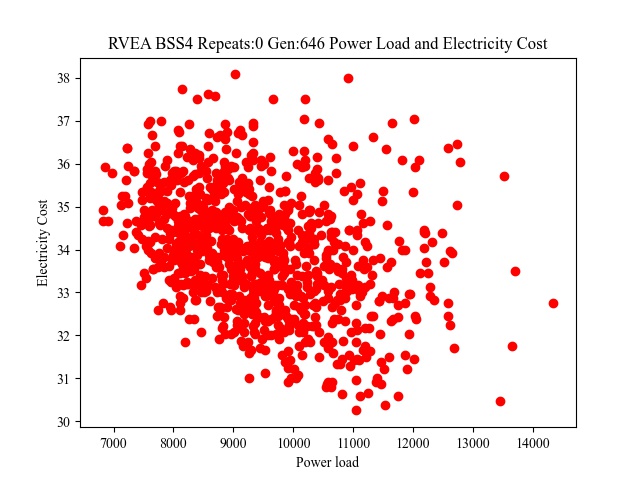 RVEA BSS4 Repeats:0 Gen:646 Power Load and Electricity Cost
38
37
36
35
34
33
32
31
30
Electricity Cost
7000 8000 9000 10000 11000 12000 13000 14000
Power load